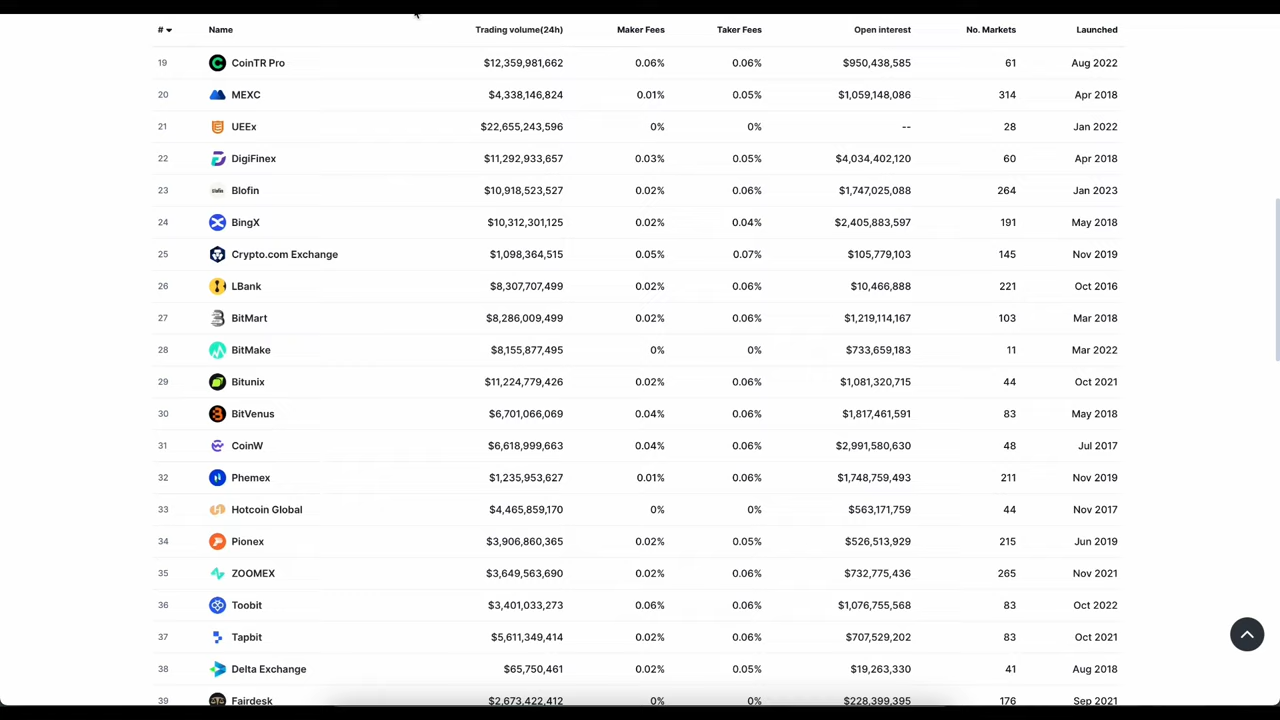 # Name Trading volume(24h) Maker Fees Taker Fees Open interest No. Markets Launched
19 CoinTR Pro $12,359,981,662 0.06% 0.06% $950,438,585 61 Aug 2022
20 MEXC $4,338,146,824 0.01% 0.05% $1,059,148,086 314 Apr 2018
21 UEEx $22,655,243,596 0% 0% -- 28 Jan 2022
22 DigiFinex $11,292,933,657 0.03% 0.05% $4,034,402,120 60 Apr 2018
23 Blofin $10,918,523,527 0.02% 0.06% $1,747,025,088 264 Jan 2023
24 BingX $10,312,301,125 0.02% 0.04% $2,405,883,597 191 May 2018
25 Crypto.com Exchange $1,098,364,515 0.05% 0.07% $105,779,103 145 Nov 2019
26 LBank $8,307,707,499 0.02% 0.06% $10,466,888 221 Oct 2016
27 BitMart $8,286,009,499 0.02% 0.06% $1,219,114,167 103 Mar 2018
28 BitMake $8,155,877,495 0% 0% $733,659,183 11 Mar 2022
29 Bitunix $11,224,779,426 0.02% 0.06% $1,081,320,715 44 Oct 2021
30 BitVenus $6,701,066,069 0.04% 0.06% $1,817,461,591 83 May 2018
31 CoinW $6,618,999,663 0.04% 0.06% $2,991,580,630 48 Jul 2017
32 Phemex $1,235,953,627 0.01% 0.06% $1,748,759,493 211 Nov 2019
33 Hotcoin Global $4,465,859,170 0% 0% $563,171,759 44 Nov 2017
34 Pionex $3,906,860,365 0.02% 0.05% $526,513,929 215 Jun 2019
35 ZOOMEX $3,649,563,690 0.02% 0.06% $732,775,436 265 Nov 2021
36 Toobit $3,401,033,273 0.06% 0.06% $1,076,755,568 83 Oct 2022
37 Tapbit $5,611,349,414 0.02% 0.06% $707,529,202 83 Oct 2021
38 Delta Exchange $65,750,461 0.02% 0.05% $19,263,330 41 Aug 2018
39 Fairdesk $2,673,422,412 0% 0% $228,399,395 176 Sep 2021